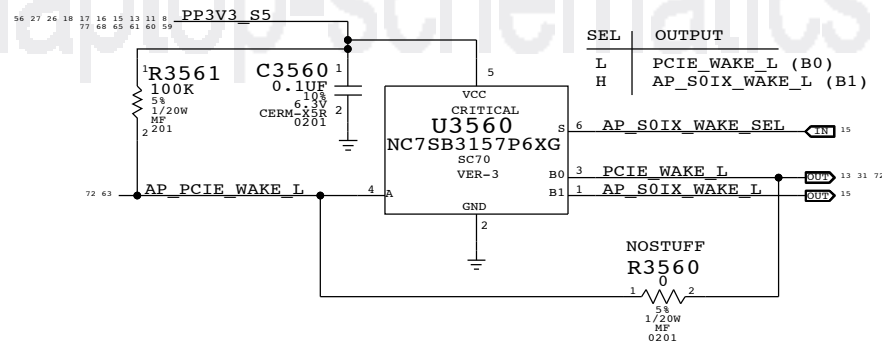 laptop-schematics
56 27 26 18 17 16 15 13 11 8 PP3V3_S5
77 68 65 61 60 59
SEL OUTPUT
L PCIE_WAKE_L (B0)
H AP_S0IX_WAKE_L (B1)
1 R3561
100K
5%
1/20W
MF
2 201
C3560 1
0.1UF
10%
6.3V
CERM-X5R 2
0201
5
VCC
CRITICAL
U3560
NC7SB3157P6XG
SC70
VER-3
S 6 AP_S0IX_WAKE_SEL IN 15
72 63 AP_PCIE_WAKE_L 4 A
B0 3 PCIE_WAKE_L OUT 13 31 72
B1 1 AP_S0IX_WAKE_L OUT 15
GND
2
NOSTUFF
R3560
0
1 2
5%
1/20W
MF
0201